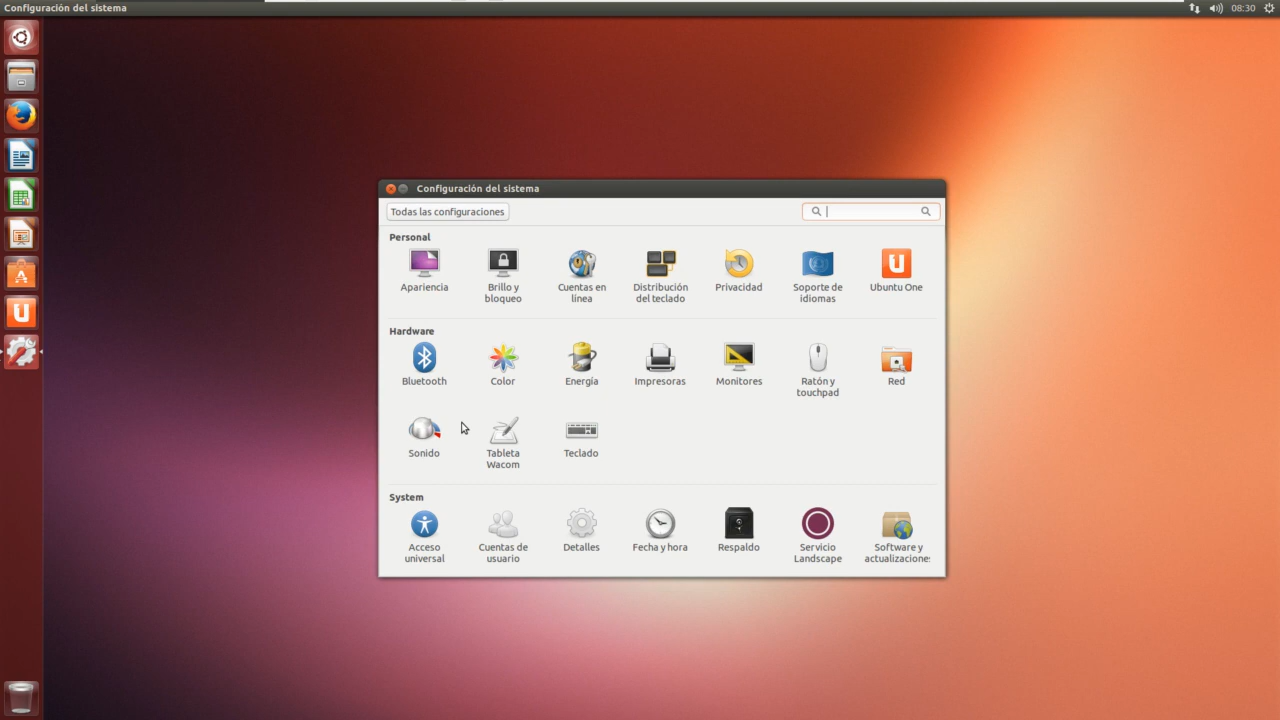 Configuración del sistema
08:30
Configuración del sistema
Todas las configuraciones
Personal
Apariencia
Brillo y
bloqueo
Cuentas en
línea
Distribución
del teclado
Privacidad
Soporte de
idiomas
Ubuntu One
Hardware
Bluetooth
Color
Energía
Impresoras
Monitores
Ratón y
touchpad
Red
Sonido
Tableta
Wacom
Teclado
System
Acceso
universal
Cuentas de
usuario
Detalles
Fecha y hora
Respaldo
Servicio
Landscape
Software y
actualizaciones